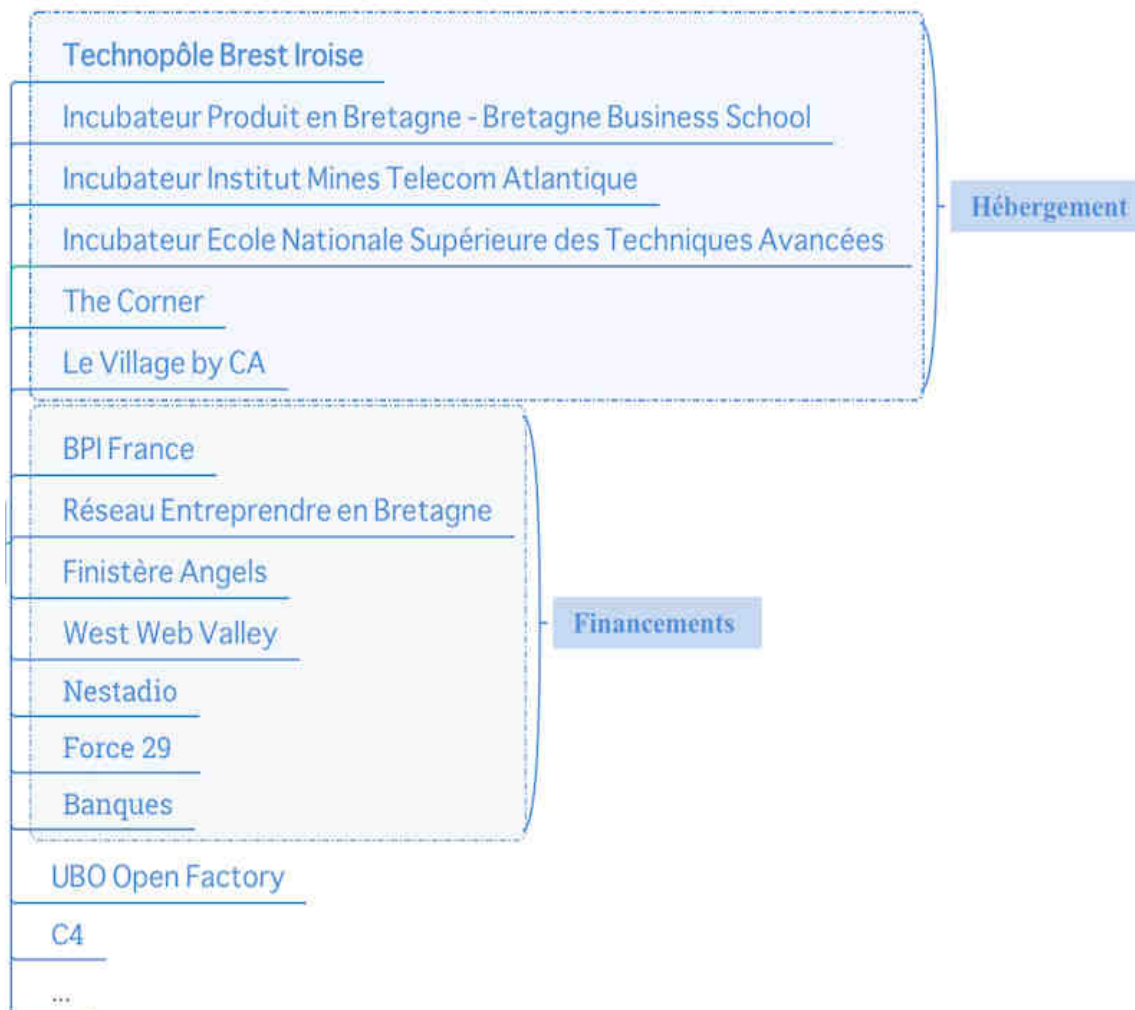 Technopôle Brest Iroise
Incubateur Produit en Bretagne - Bretagne Business School
Incubateur Institut Mines Telecom Atlantique
Incubateur Ecole Nationale Supérieure des Techniques Avancées
The Corner
Le Village by CA
Hébergement
BPI France
Réseau Entreprendre en Bretagne
Finistère Angels
West Web Valley
Nestadio
Force 29
Banques
Financements
UBO Open Factory
C4
...